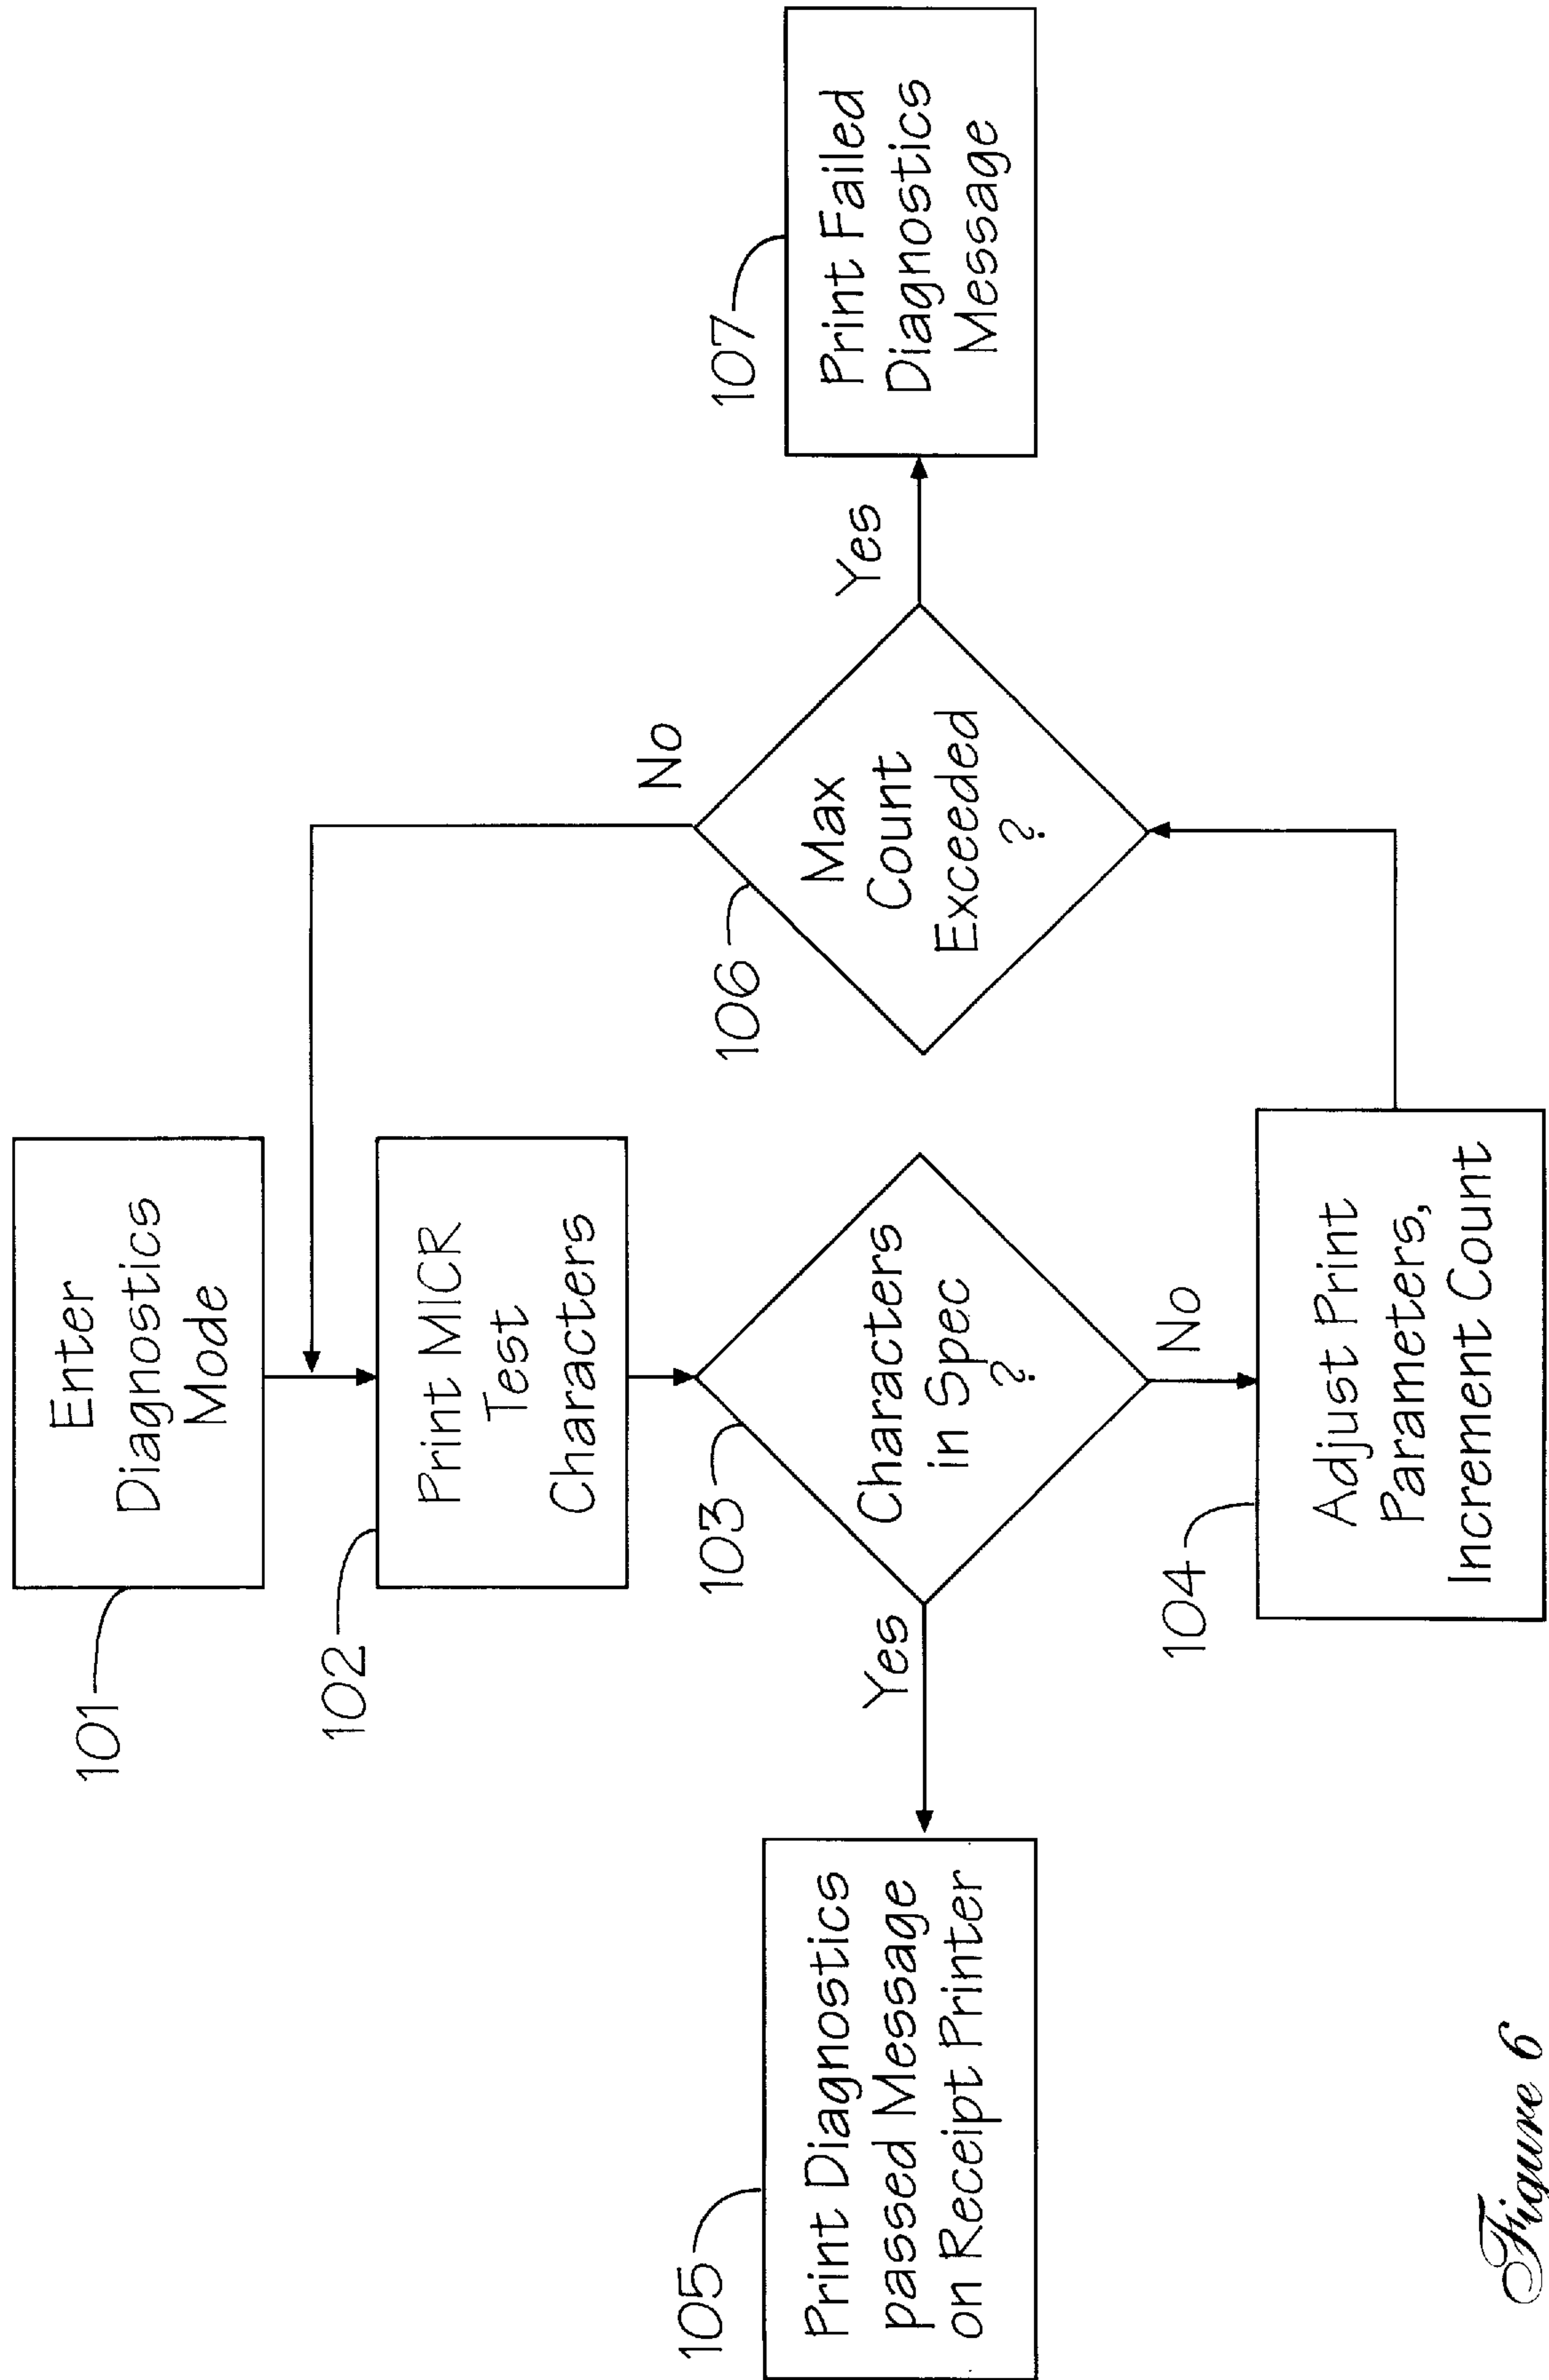 101
Enter
Diagnostics
Mode
102
Print MICR
Test
Characters
103
Characters
in Spec
?
Yes
No
105
Print Diagnostics
passed Message
on Receipt Printer
104
Adjust Print
Parameters,
Increment Count
106
Max
Count
Exceeded
?
No
Yes
107
Print Failed
Diagnostics
Message
Figure 6